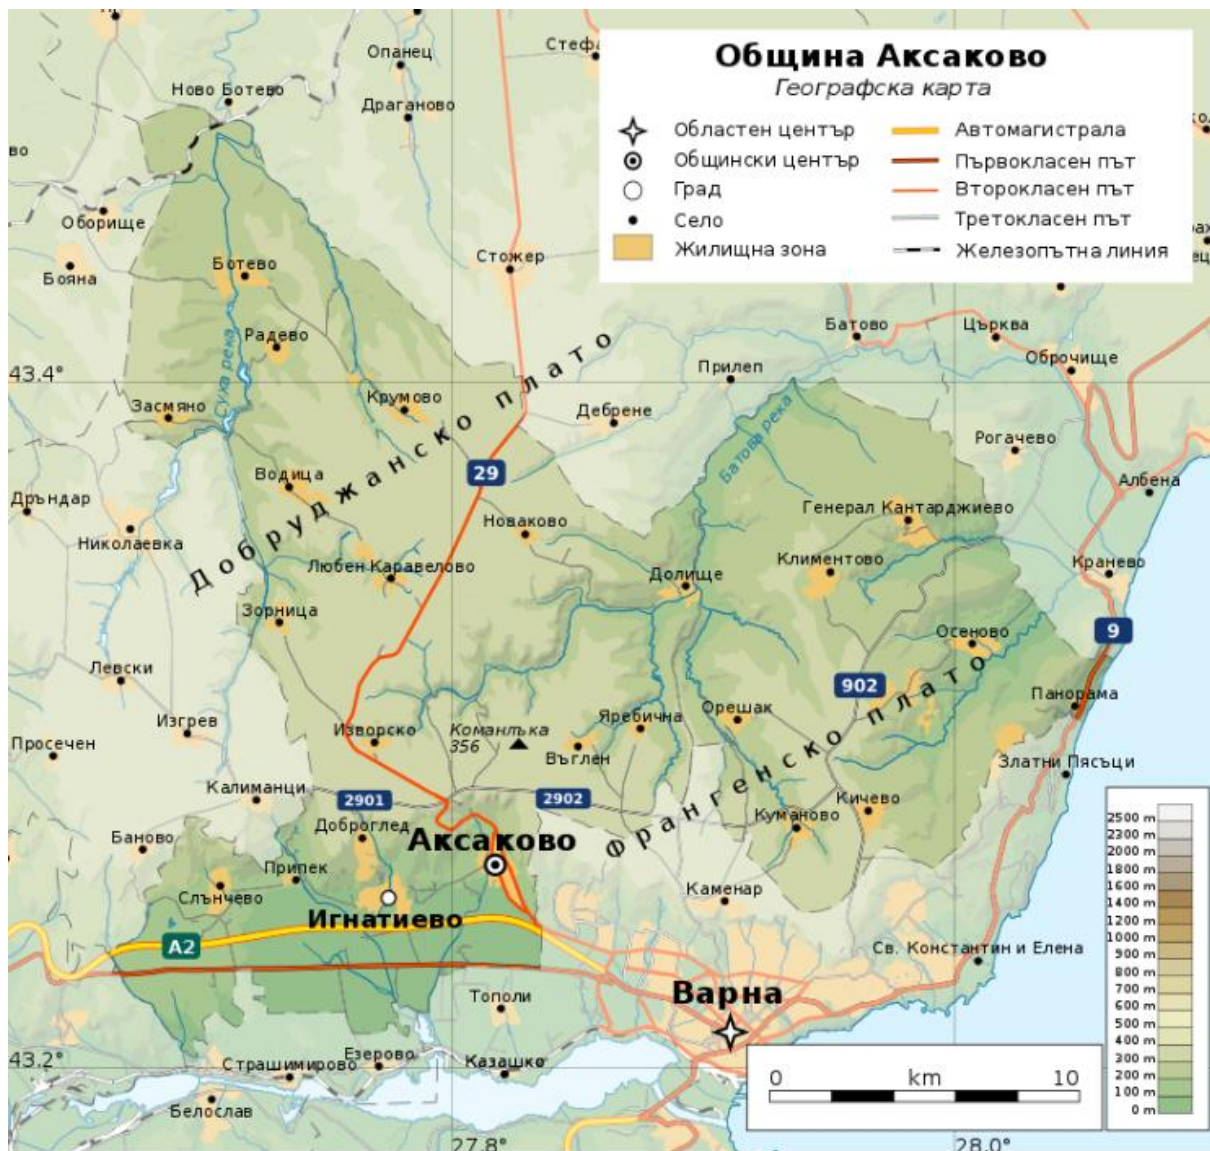 Община Аксаково
Географска карта
Областен център
Общински център
Град
Село
Жилищна зона
Автомагистрала
Първокласен път
Второкласен път
Третокласен път
Железопътна линия
Опанец
Ново Ботево
Драганово
Оборище
Бояна
Ботево
Стожер
Радево
Суха река
Батово
Църква
Оброчище
Прилеп
43.4°
Засмяно
Крумово
Дебрене
Батова река
Рогачево
Албена
Водица
29
Дръндар
Николаевка
Новаково
Генерал Кантарджиево
Добруджанско плато
Любен Каравелово
Долище
Климентово
Кранево
Зорница
Осеново
9
Левски
902
Панорама
Изгрев
Изворско
Комантъка
356
Яребична
Орешак
Просечен
Въглен
Златни Пясъци
Франгенско плато
Калиманци
2901
2902
Кичево
Куманово
Баново
Доброглед
Аксаково
Припек
Слънчево
Каменар
Игнатиево
A2
Св. Константин и Елена
Варна
Тополи
43.2°
Страшимирово
Езерово
Казашко
Белослав
27.8°
28.0°
0 km 10
2500 m
2300 m
2000 m
1800 m
1600 m
1400 m
1200 m
1000 m
900 m
800 m
700 m
600 m
500 m
400 m
300 m
200 m
100 m
0 m